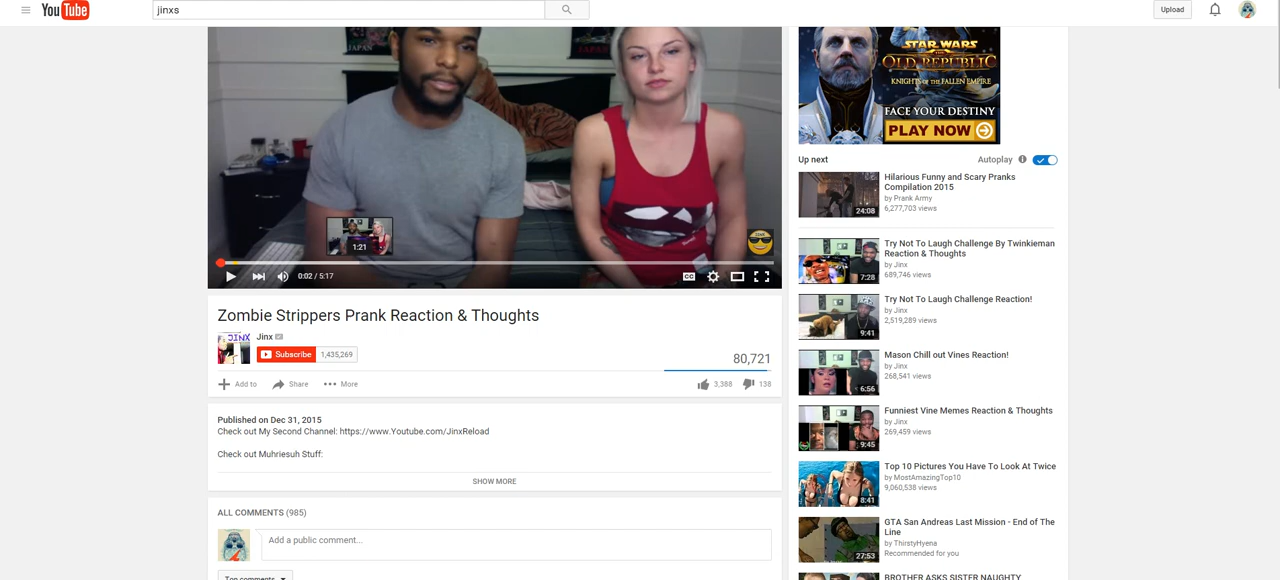 YouTube
jinxs
Upload
JAPAN
JAPAN
1:21
0:02 / 5:17
CC
Zombie Strippers Prank Reaction & Thoughts
JINX
Jinx
Subscribe 1,435,269
80,721
Add to Share More
3,388 138
Published on Dec 31, 2015
Check out My Second Channel: https://www.Youtube.com/JinxReload
Check out Muhriesuh Stuff:
SHOW MORE
ALL COMMENTS (985)
Add a public comment...
Top comments
STAR WARS
THE OLD REPUBLIC
KNIGHTS OF THE FALLEN EMPIRE
FACE YOUR DESTINY
PLAY NOW
Up next
Autoplay
24:08
Hilarious Funny and Scary Pranks
Compilation 2015
by Prank Army
6,277,703 views
7:28
Try Not To Laugh Challenge By Twinkieman
Reaction & Thoughts
by Jinx
689,746 views
9:41
Try Not To Laugh Challenge Reaction!
by Jinx
2,519,289 views
6:56
Mason Chill out Vines Reaction!
by Jinx
268,541 views
9:45
Funniest Vine Memes Reaction & Thoughts
by Jinx
269,459 views
8:41
Top 10 Pictures You Have To Look At Twice
by MostAmazingTop10
9,060,538 views
27:53
GTA San Andreas Last Mission - End of The
Line
by ThirstyHyena
Recommended for you
BROTHER ASKS SISTER NAUGHTY